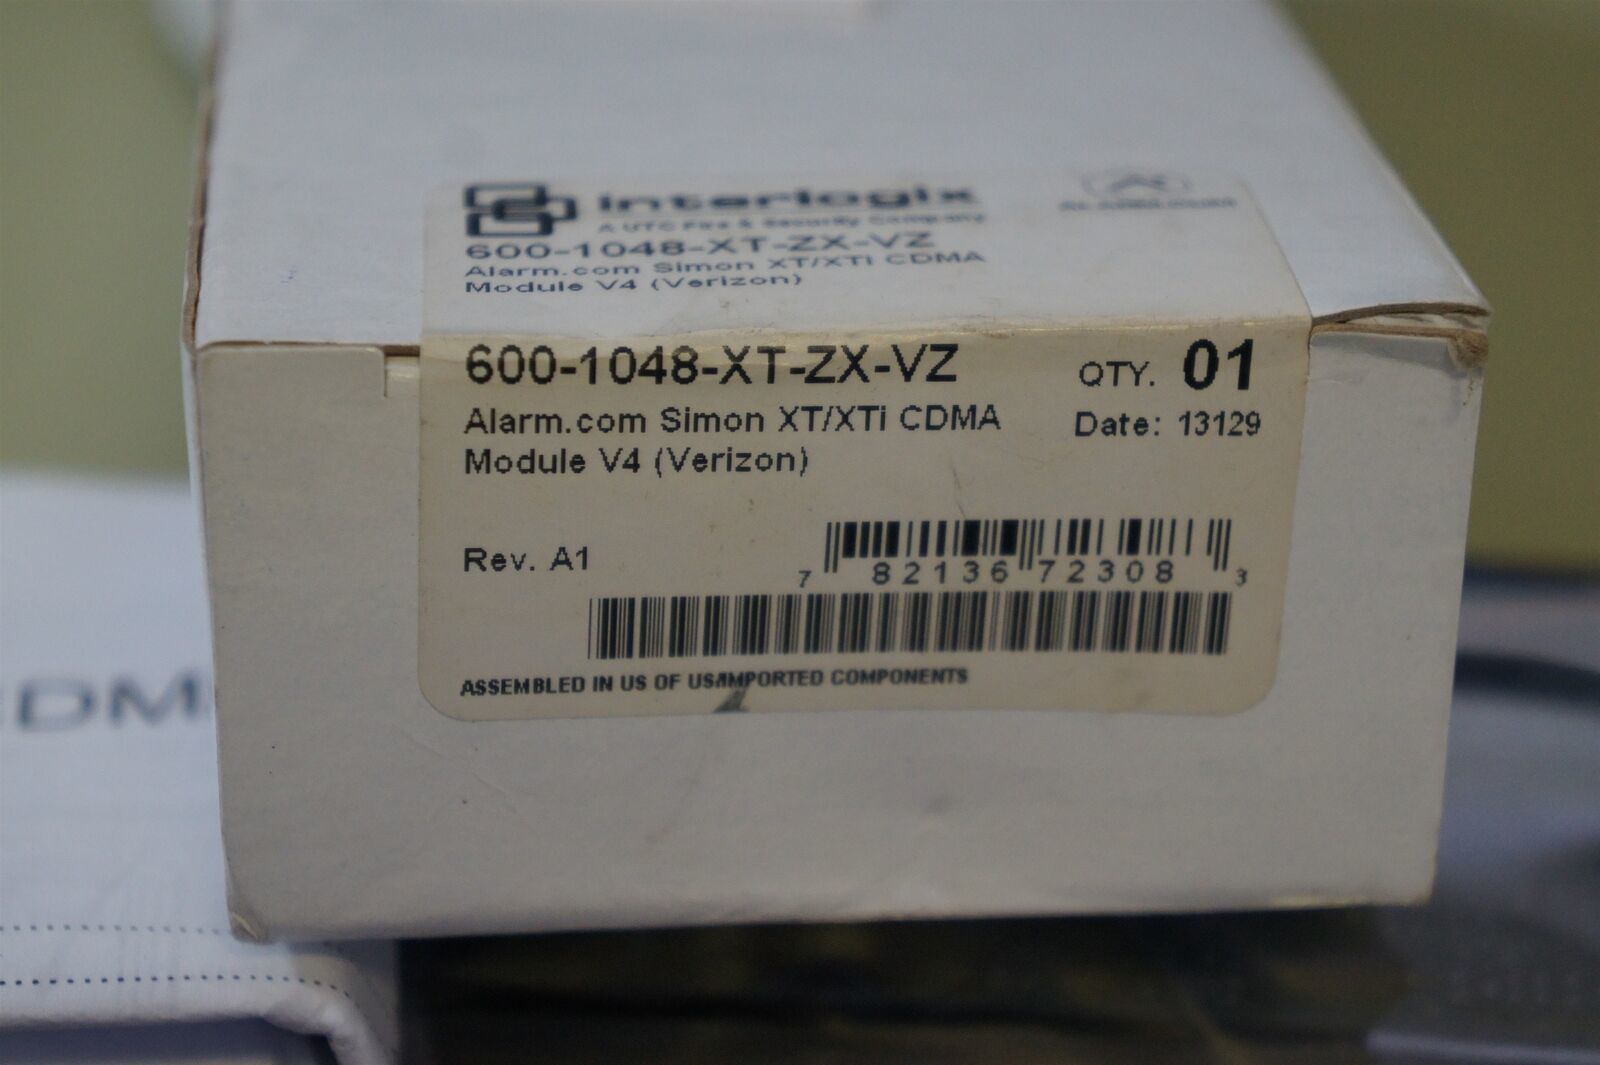 interlogix
A UTC Fire & Security Company
600-1048-XT-ZX-VZ
Alarm.com Simon XT/XTi CDMA
Module V4 (Verizon)
600-1048-XT-ZX-VZ
QTY. 01
Alarm.com Simon XT/XTi CDMA
Date: 13129
Module V4 (Verizon)
Rev. A1
7 82136 72308 3
ASSEMBLED IN US OF US/IMPORTED COMPONENTS